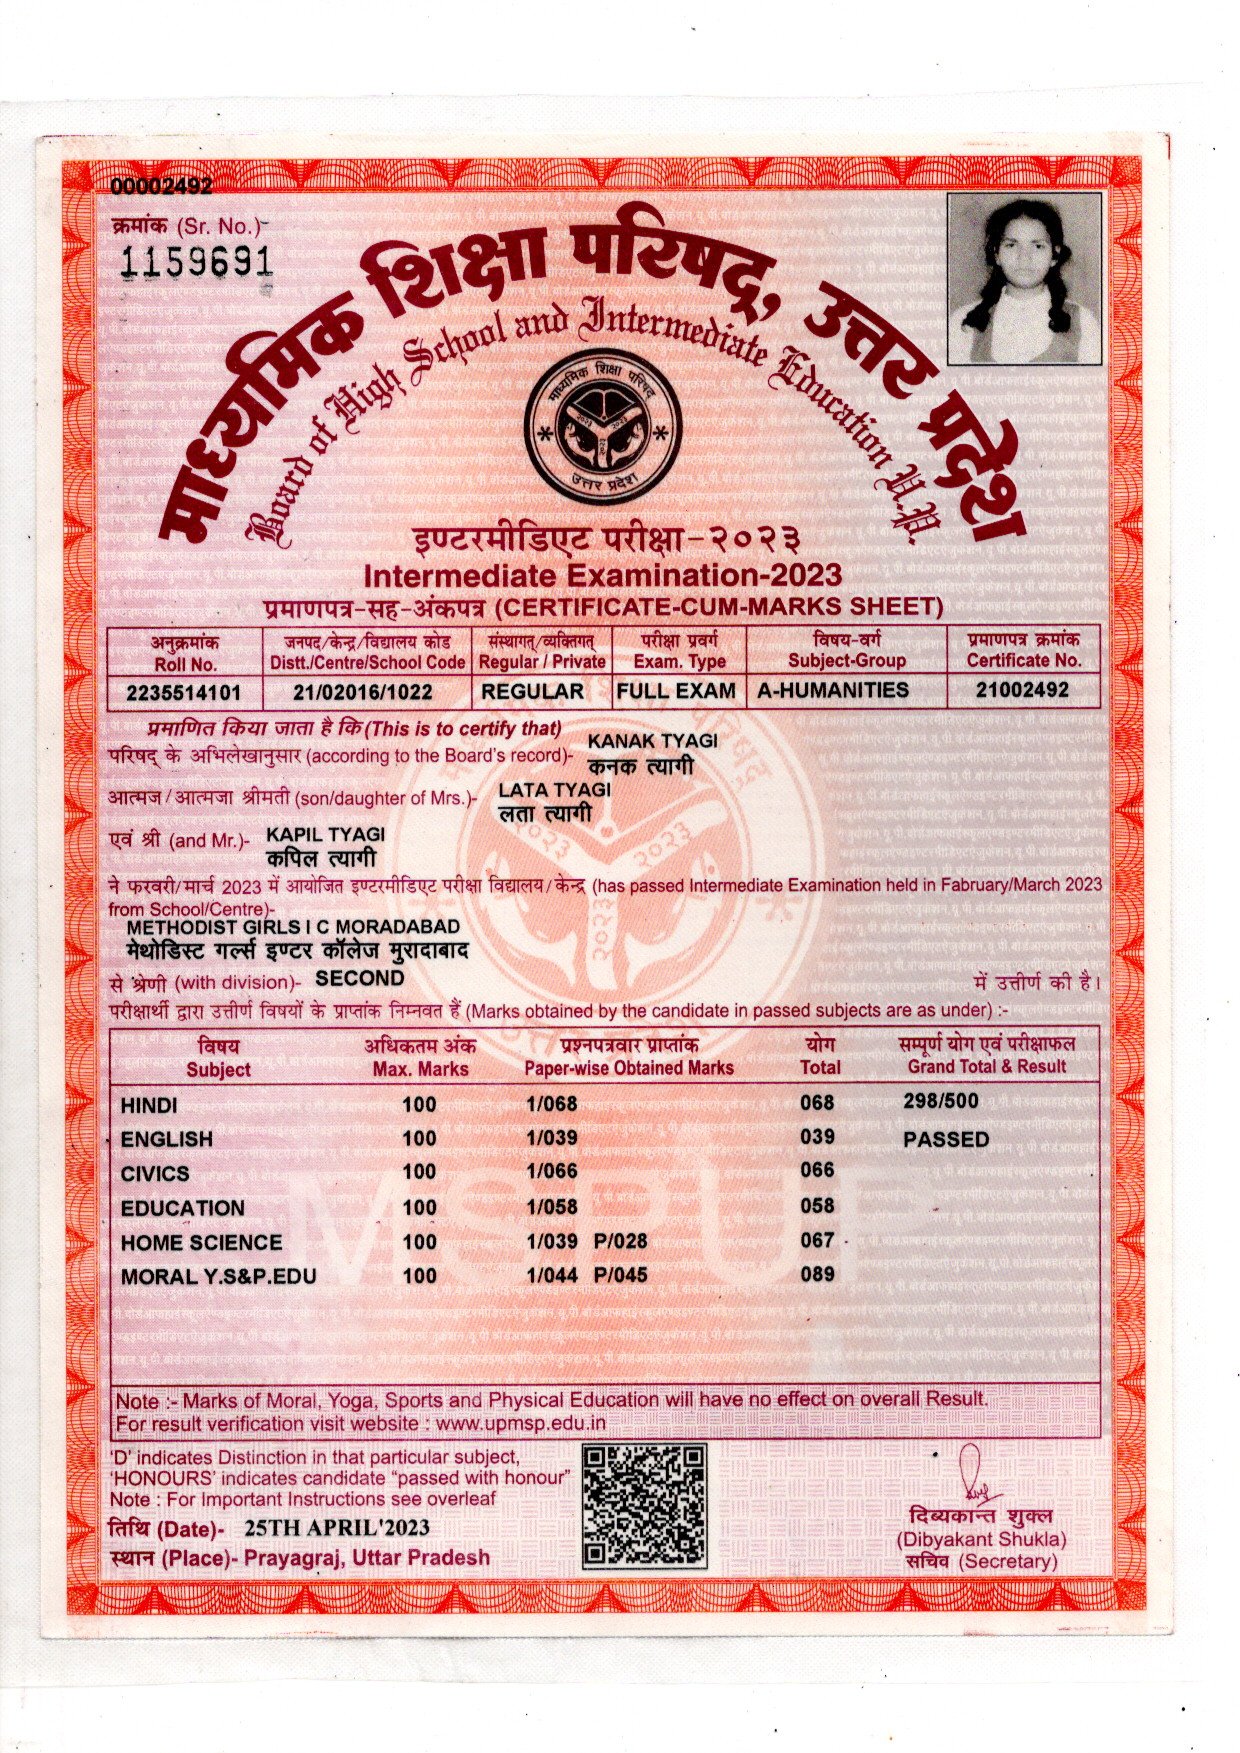 00002492
क्रमांक (Sr. No.)-
1159691
माध्यमिक शिक्षा परिषद्, उत्तर प्रदेश
Board of High School and Intermediate Education U.P.
माध्यमिक शिक्षा परिषद
उत्तर प्रदेश
इण्टरमीडिएट परीक्षा-२०२३
Intermediate Examination-2023
प्रमाणपत्र-सह-अंकपत्र (CERTIFICATE-CUM-MARKS SHEET)
अनुक्रमांक जनपद/केन्द्र/विद्यालय कोड संस्थागत्/व्यक्तिगत् परीक्षा प्रवर्ग विषय-वर्ग प्रमाणपत्र क्रमांक
Roll No. Distt./Centre/School Code Regular / Private Exam. Type Subject-Group Certificate No.
2235514101 21/02016/1022 REGULAR FULL EXAM A-HUMANITIES 21002492
प्रमाणित किया जाता है कि (This is to certify that)
परिषद् के अभिलेखानुसार (according to the Board's record)- KANAK TYAGI
कनक त्यागी
आत्मज/आत्मजा श्रीमती (son/daughter of Mrs.)- LATA TYAGI
लता त्यागी
एवं श्री (and Mr.)- KAPIL TYAGI
कपिल त्यागी
ने फरवरी/मार्च 2023 में आयोजित इण्टरमीडिएट परीक्षा विद्यालय/केन्द्र (has passed Intermediate Examination held in Fabruary/March 2023
from School/Centre)-
METHODIST GIRLS I C MORADABAD
मेथोडिस्ट गर्ल्स इण्टर कॉलेज मुरादाबाद
से श्रेणी (with division)- SECOND में उत्तीर्ण की है।
परीक्षार्थी द्वारा उत्तीर्ण विषयों के प्राप्तांक निम्नवत हैं (Marks obtained by the candidate in passed subjects are as under) :-
विषय अधिकतम अंक प्रश्नपत्रवार प्राप्तांक योग सम्पूर्ण योग एवं परीक्षाफल
Subject Max. Marks Paper-wise Obtained Marks Total Grand Total & Result
HINDI 100 1/068 068 298/500
ENGLISH 100 1/039 039 PASSED
CIVICS 100 1/066 066
EDUCATION 100 1/058 058
HOME SCIENCE 100 1/039 P/028 067
MORAL Y.S&P.EDU 100 1/044 P/045 089
Note :- Marks of Moral, Yoga, Sports and Physical Education will have no effect on overall Result.
For result verification visit website : www.upmsp.edu.in
'D' indicates Distinction in that particular subject,
'HONOURS' indicates candidate "passed with honour"
Note : For Important Instructions see overleaf
तिथि (Date)- 25TH APRIL'2023
स्थान (Place)- Prayagraj, Uttar Pradesh
दिव्यकान्त शुक्ल
(Dibyakant Shukla)
सचिव (Secretary)